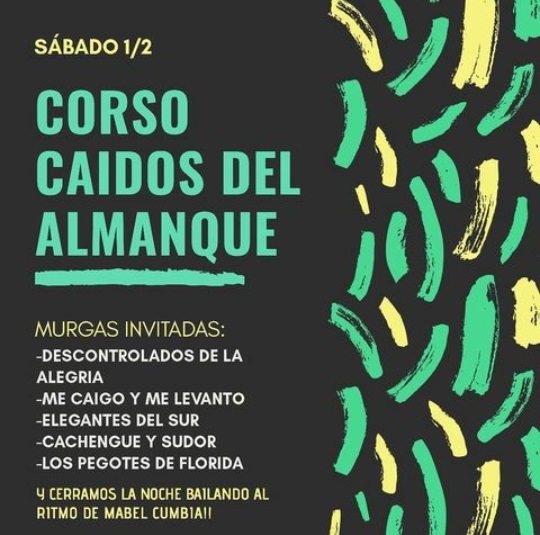 SÁBADO 1/2
CORSO
CAIDOS DEL
ALMANQUE
MURGAS INVITADAS:
-DESCONTROLADOS DE LA
ALEGRIA
-ME CAIGO Y ME LEVANTO
-ELEGANTES DEL SUR
-CACHENGUE Y SUDOR
-LOS PEGOTES DE FLORIDA
Y CERRAMOS LA NOCHE BAILANDO AL
RITMO DE MABEL CUMBIA!!